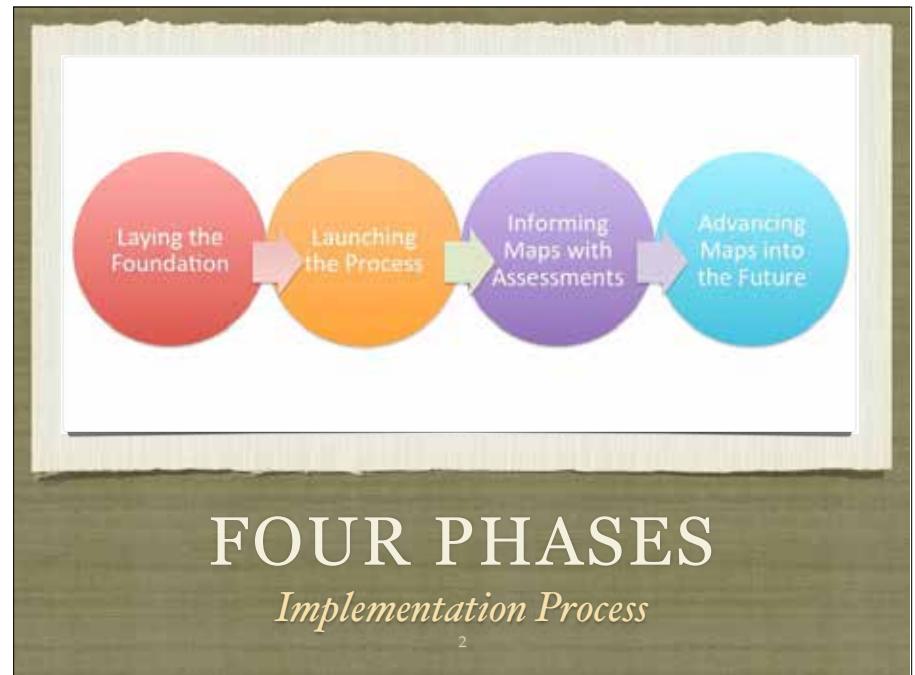 Laying the
Foundation
Launching
the Process
Informing
Maps with
Assessments
Advancing
Maps into
the Future
FOUR PHASES
Implementation Process
2